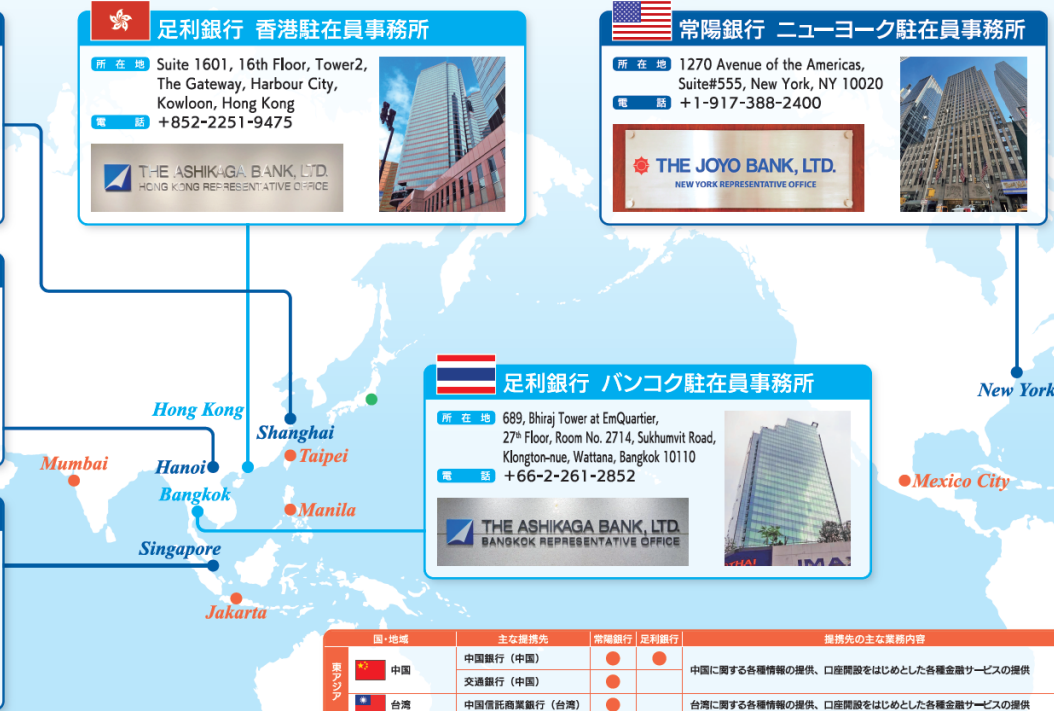 足利銀行 香港駐在員事務所
所在地 Suite 1601, 16th Floor, Tower2,
The Gateway, Harbour City,
Kowloon, Hong Kong
電話 +852-2251-9475
THE ASHIKAGA BANK, LTD.
HONG KONG REPRESENTATIVE OFFICE
常陽銀行 ニューヨーク駐在員事務所
所在地 1270 Avenue of the Americas,
Suite#555, New York, NY 10020
電話 +1-917-388-2400
THE JOYO BANK, LTD.
NEW YORK REPRESENTATIVE OFFICE
足利銀行 バンコク駐在員事務所
所在地 689, Bhiraj Tower at EmQuartier,
27th Floor, Room No. 2714, Sukhumvit Road,
Klongton-nue, Wattana, Bangkok 10110
電話 +66-2-261-2852
THE ASHIKAGA BANK, LTD.
BANGKOK REPRESENTATIVE OFFICE
New York
Hong Kong
Shanghai
Mumbai
Hanoi
Taipei
Bangkok
Manila
Mexico City
Singapore
Jakarta
国・地域 主な提携先 常陽銀行 足利銀行 提携先の主な業務内容
東アジア
中国 中国銀行（中国） 中国に関する各種情報の提供、口座開設をはじめとした各種金融サービスの提供
交通銀行（中国）
台湾 中国信託商業銀行（台湾） 台湾に関する各種情報の提供、口座開設をはじめとした各種金融サービスの提供